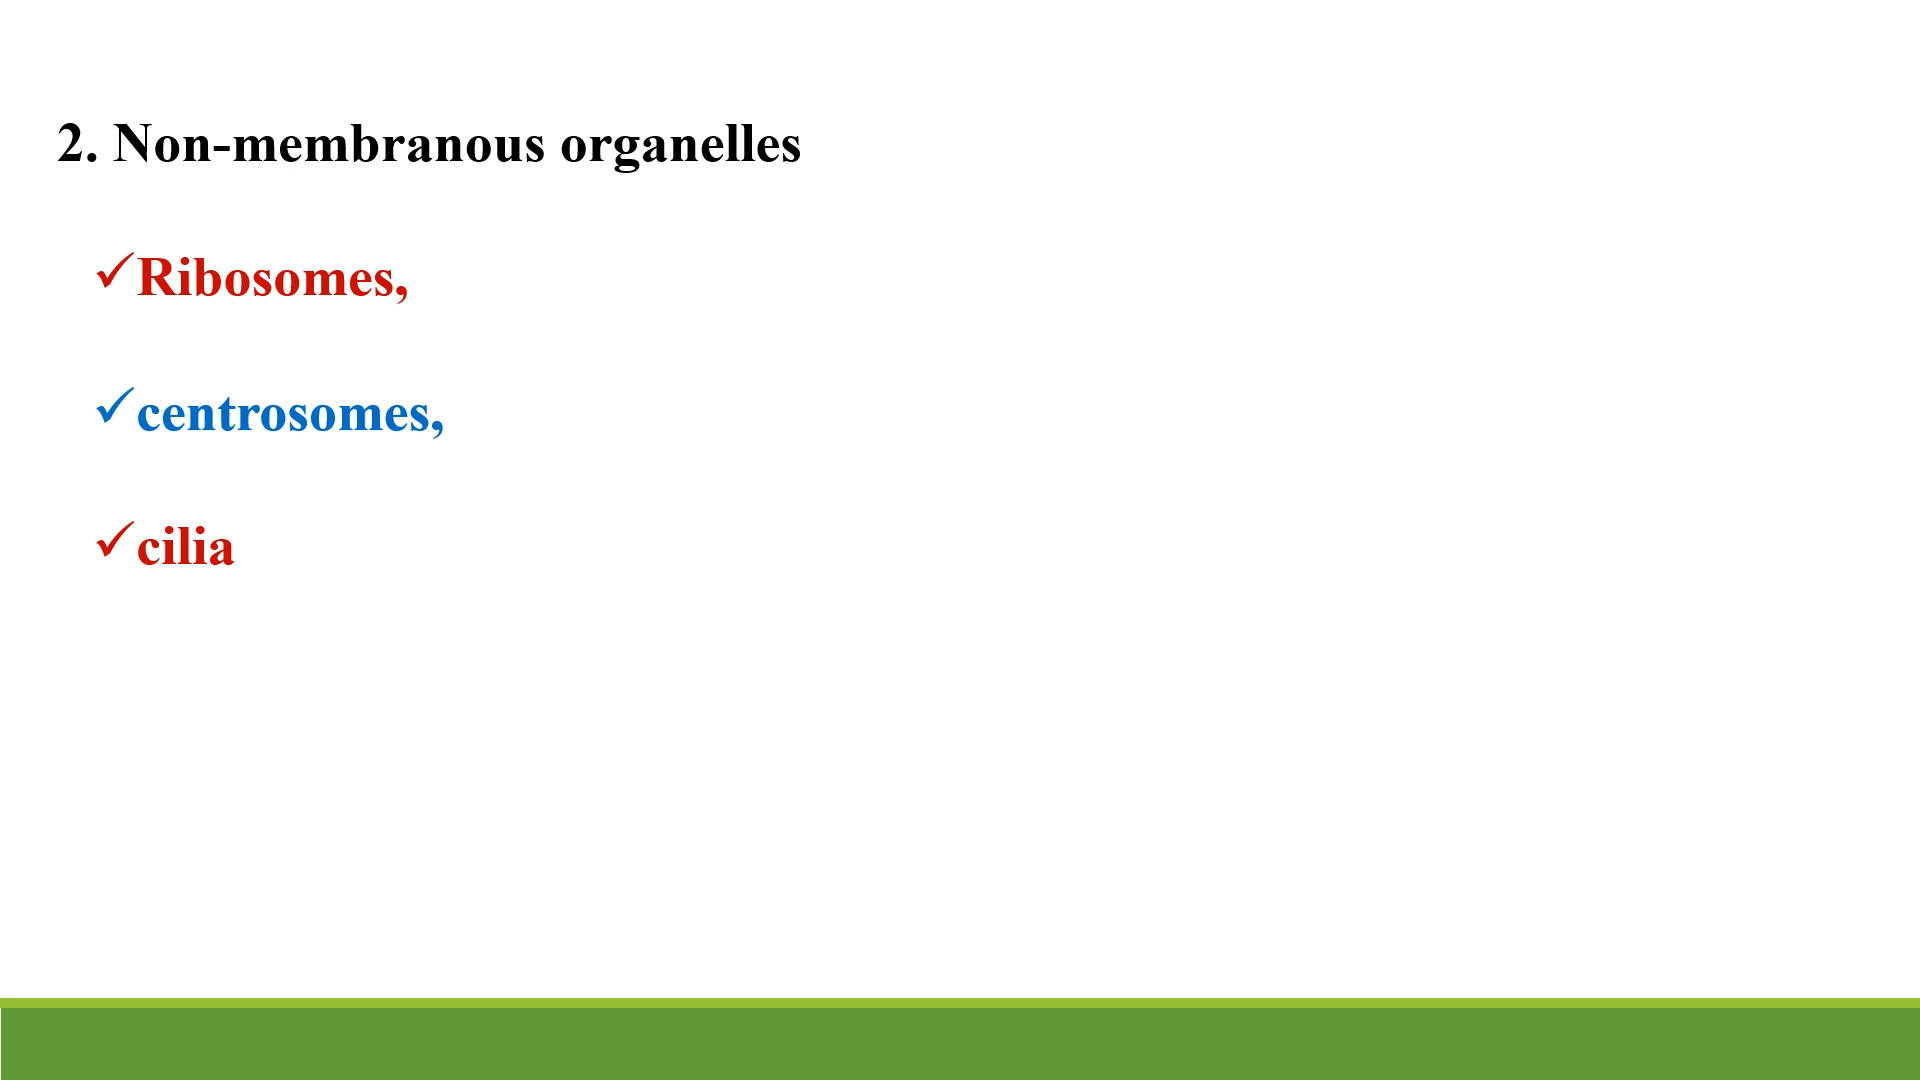 2. Non-membranous organelles
✓Ribosomes,
✓centrosomes,
✓cilia